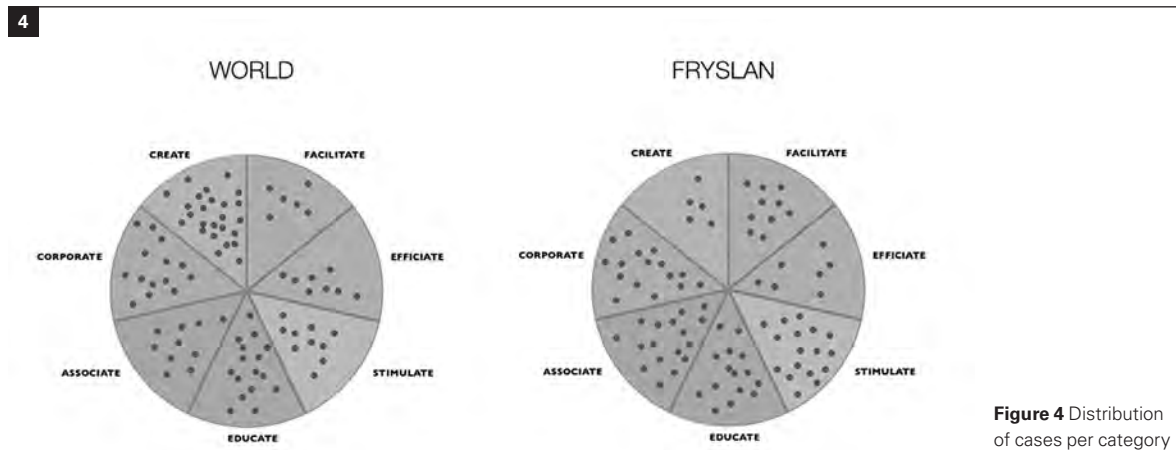 4
WORLD
FRYSLAN
CREATE
FACILITATE
CORPORATE
EFFICIATE
ASSOCIATE
STIMULATE
EDUCATE
CREATE
FACILITATE
CORPORATE
EFFICIATE
ASSOCIATE
STIMULATE
EDUCATE
Figure 4 Distribution
of cases per category